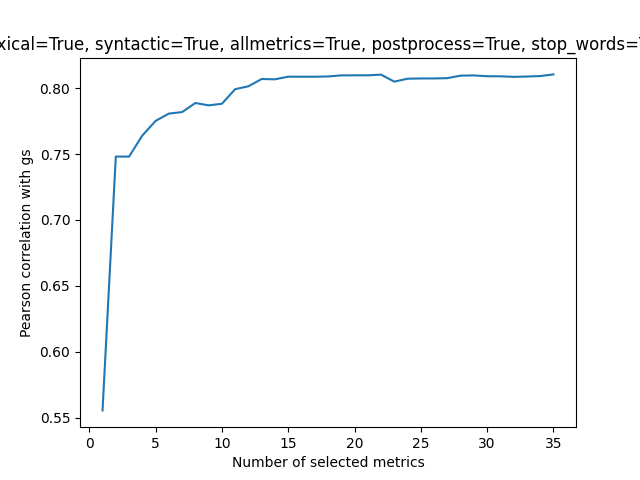 xical=True, syntactic=True, allmetrics=True, postprocess=True, stop_words=
Pearson correlation with gs
0.80
0.75
0.70
0.65
0.60
0.55
0 5 10 15 20 25 30 35
Number of selected metrics